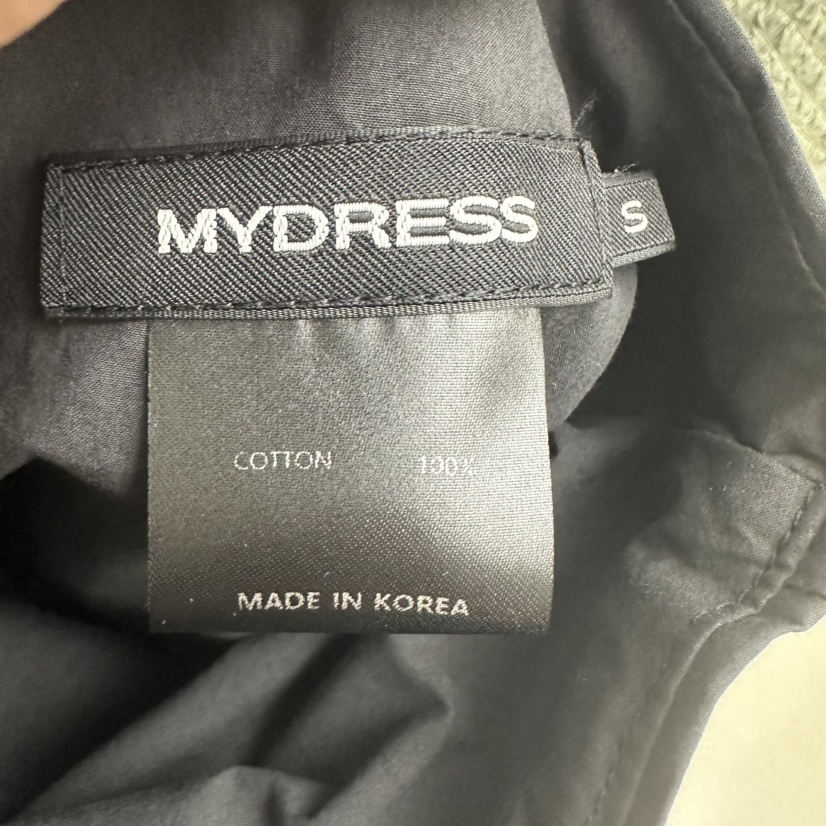 MYDRESS
S
COTTON 100%
MADE IN KOREA